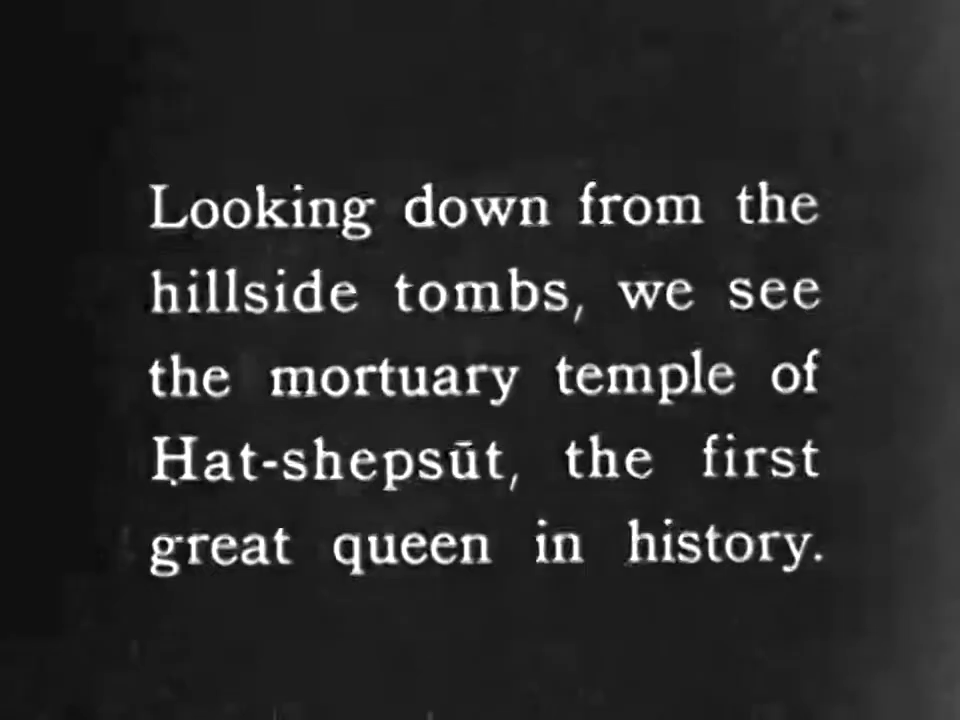 Looking down from the
hillside tombs, we see
the mortuary temple of
Ḥat-shepsūt, the first
great queen in history.